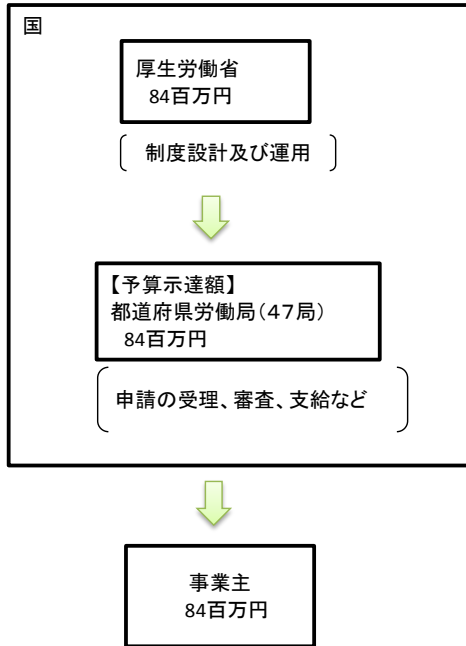 国
厚生労働省
84百万円
制度設計及び運用
【予算示達額】
都道府県労働局(47局)
84百万円
申請の受理、審査、支給など
事業主
84百万円